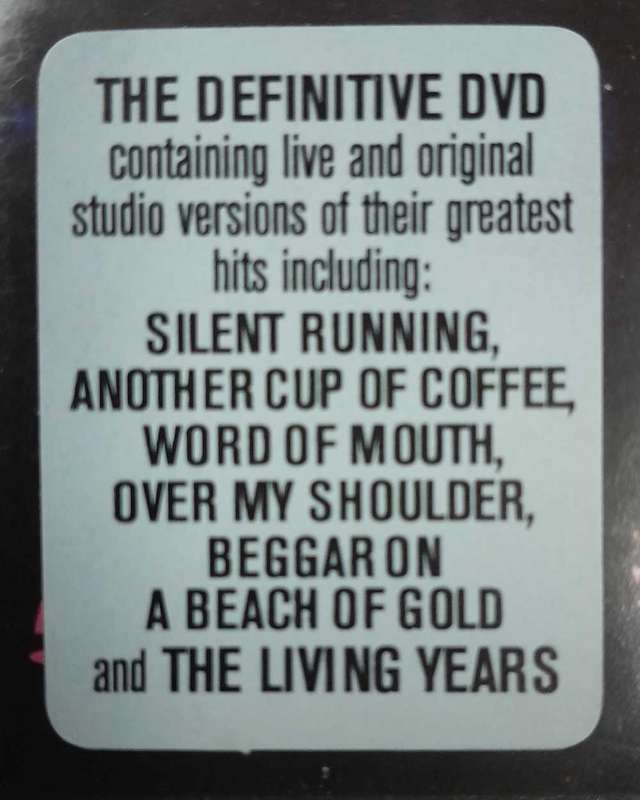 THE DEFINITIVE DVD
containing live and original
studio versions of their greatest
hits including:
SILENT RUNNING,
ANOTHER CUP OF COFFEE,
WORD OF MOUTH,
OVER MY SHOULDER,
BEGGAR ON
A BEACH OF GOLD
and THE LIVING YEARS